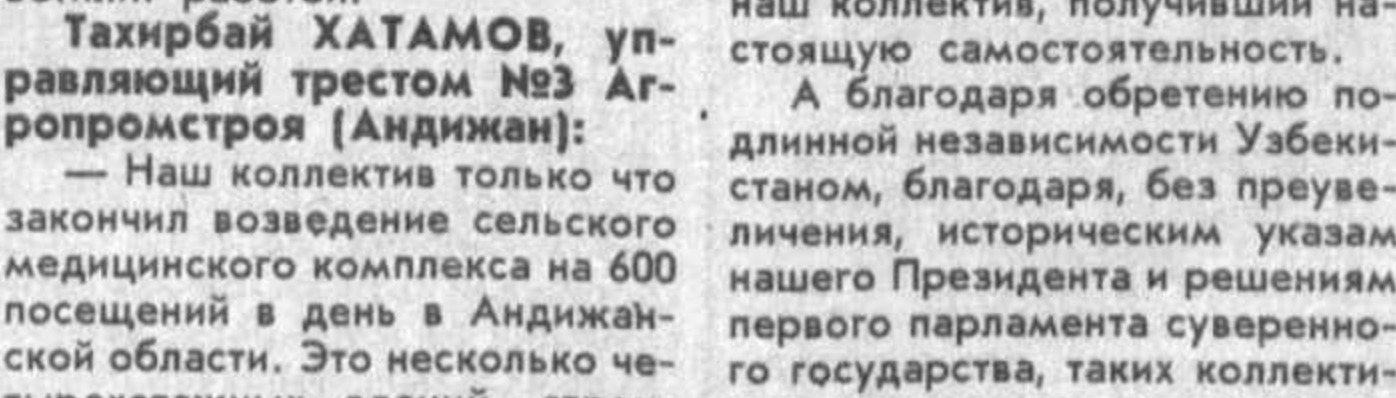 Тахирбай ХАТАМОВ, уп-
равляющий трестом №3 Аг-
ропромстроя (Андижан):
— Наш коллектив только что
закончил возведение сельского
медицинского комплекса на 600
посещений в день в Андижан-
ской области. Это несколько че-
наш коллектив, получивший на-
стоящую самостоятельность.
А благодаря обретению по-
длинной независимости Узбеки-
станом, благодаря, без преуве-
личения, историческим указам
нашего Президента и решениям
первого парламента суверенно-
го государства, таких коллекти-